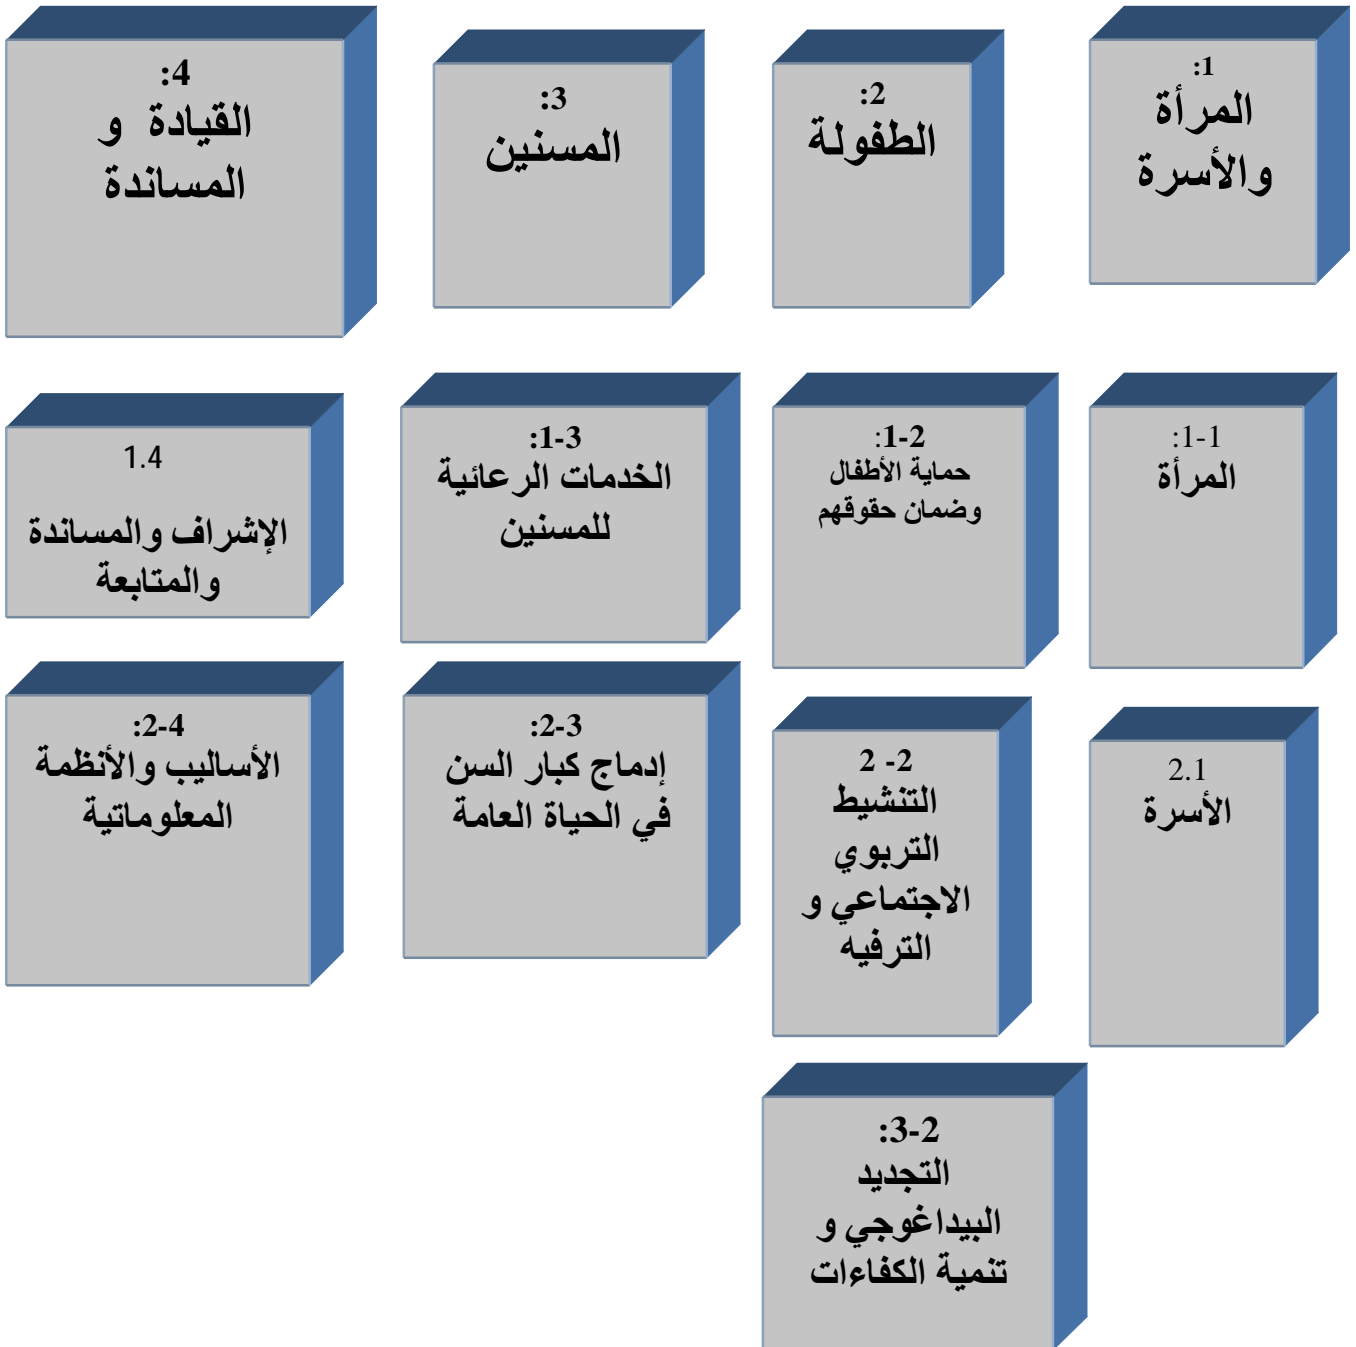 1:
المرأة
والأسرة
2:
الطفولة
3:
المسنين
4:
القيادة و
المساندة
1-1:
المرأة
1-2:
حماية الأطفال
وضمان حقوقهم
1-3:
الخدمات الرعائية
للمسنين
1.4
الإشراف والمساندة
والمتابعة
2.1
الأسرة
2 -2
التنشيط
التربوي
الاجتماعي و
الترفيه
2-3:
إدماج كبار السن
في الحياة العامة
2-4:
الأساليب والأنظمة
المعلوماتية
3-2:
التجديد
البيداغوجي و
تنمية الكفاءات